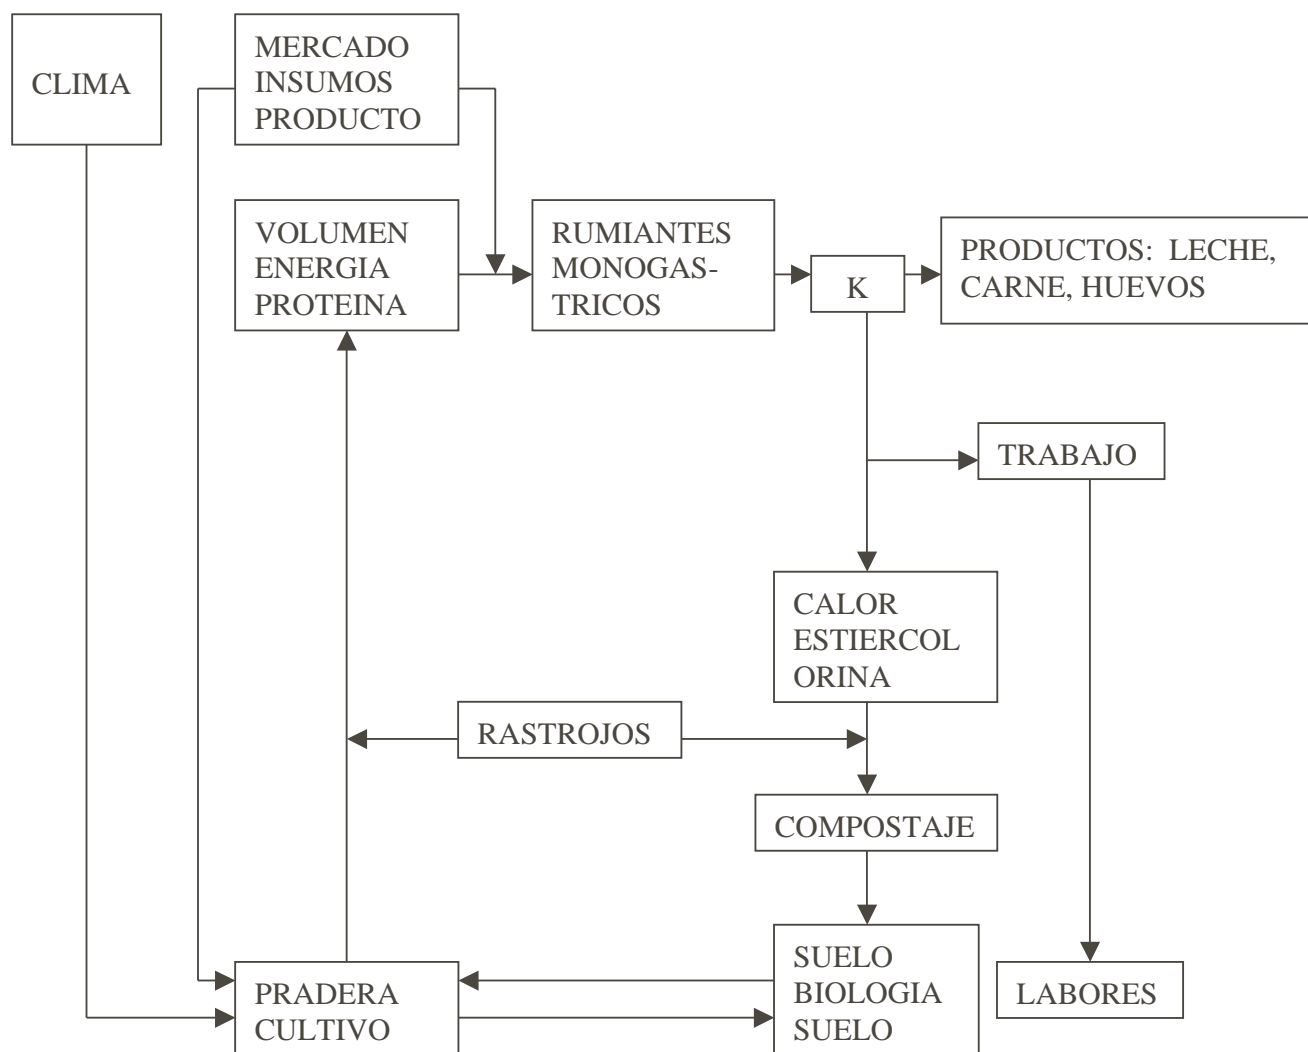 CLIMA
MERCADO
INSUMOS
PRODUCTO
VOLUMEN
ENERGIA
PROTEINA
RUMIANTES
MONOGAS-
TRICOS
K
PRODUCTOS: LECHE,
CARNE, HUEVOS
TRABAJO
CALOR
ESTIERCOL
ORINA
RASTROJOS
COMPOSTAJE
PRADERA
CULTIVO
SUELO
BIOLOGIA
SUELO
LABORES